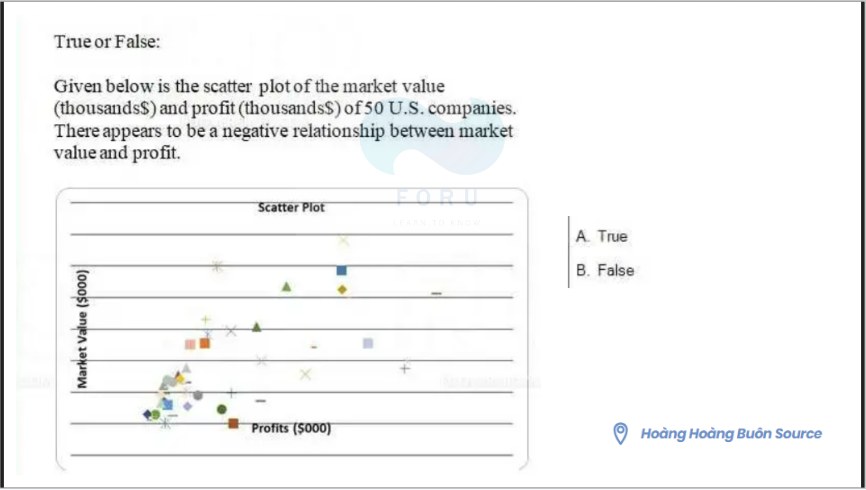 True or False:
Given below is the scatter plot of the market value
(thousands$) and profit (thousands$) of 50 U.S. companies.
There appears to be a negative relationship between market
value and profit.
FORU
Scatter Plot
Market Value ($000)
Profits ($000)
A. True
B. False
Hoàng Hoàng Buôn Source